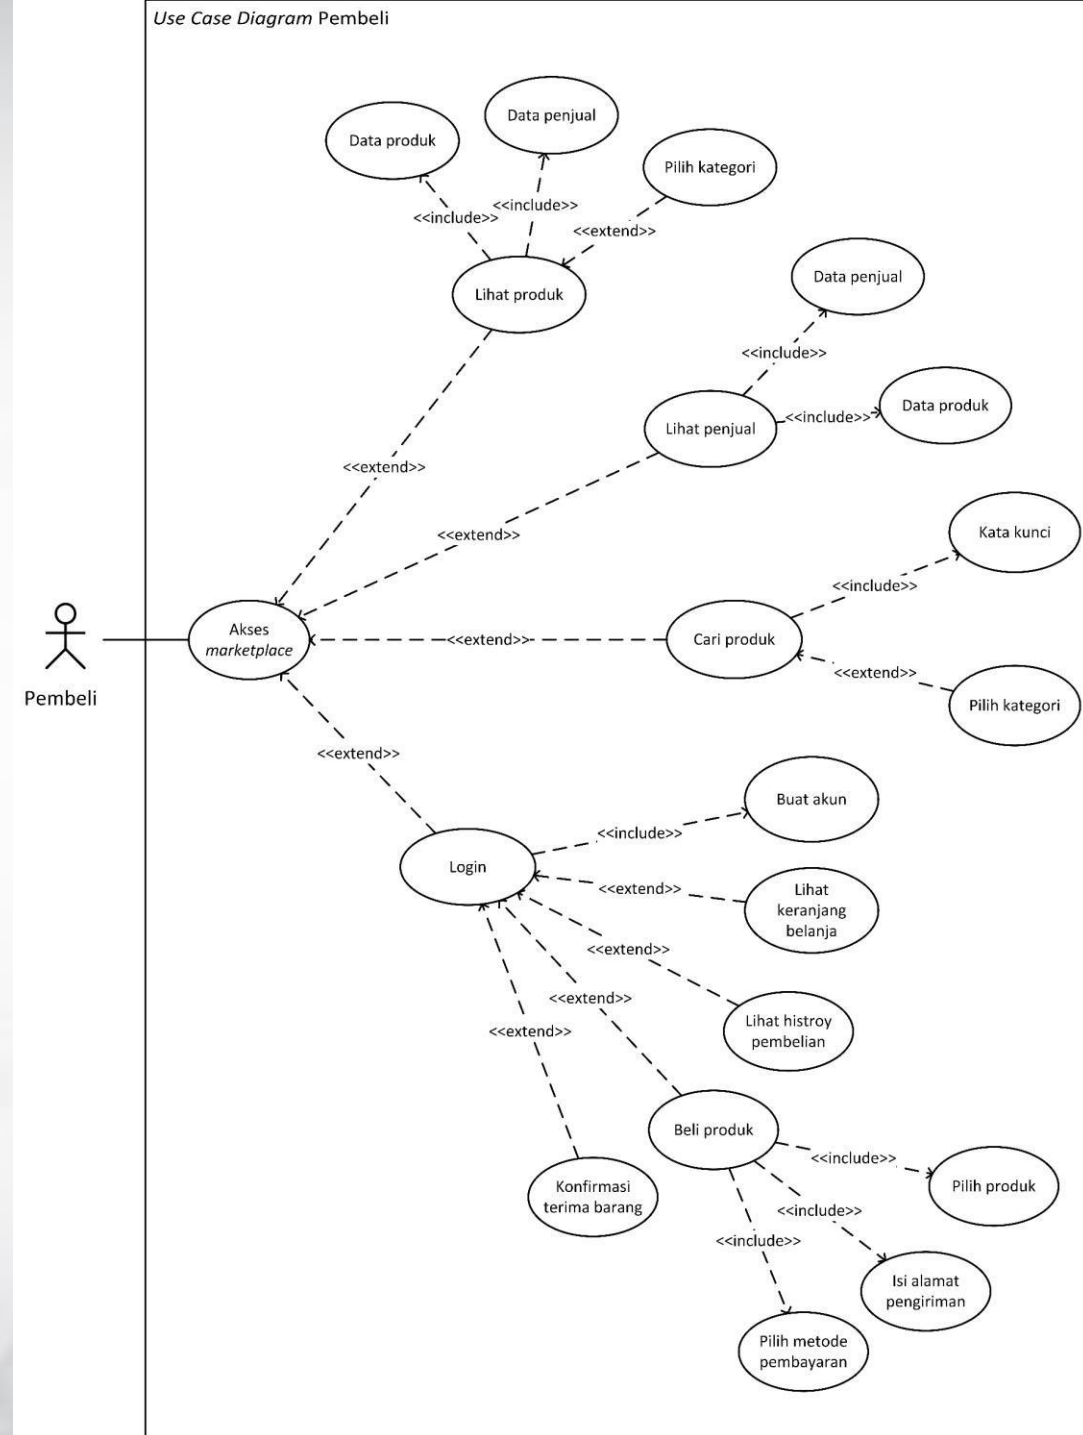 Use Case Diagram Pembeli
Data penjual
Data produk
Pilih kategori
<<include>>
<<include>>
<<extend>>
Lihat produk
Data penjual
<<include>>
Data produk
<<include>>
Lihat penjual
<<extend>>
<<extend>>
Kata kunci
<<include>>
Akses
marketplace
<<extend>>
Cari produk
<<extend>>
Pilih kategori
Pembeli
<<extend>>
Buat akun
<<include>>
Login
<<extend>>
Lihat
keranjang
belanja
<<extend>>
<<extend>>
<<extend>>
Lihat histroy
pembelian
Beli produk
<<include>>
Pilih produk
Konfirmasi
terima barang
<<include>>
<<include>>
Isi alamat
pengiriman
Pilih metode
pembayaran